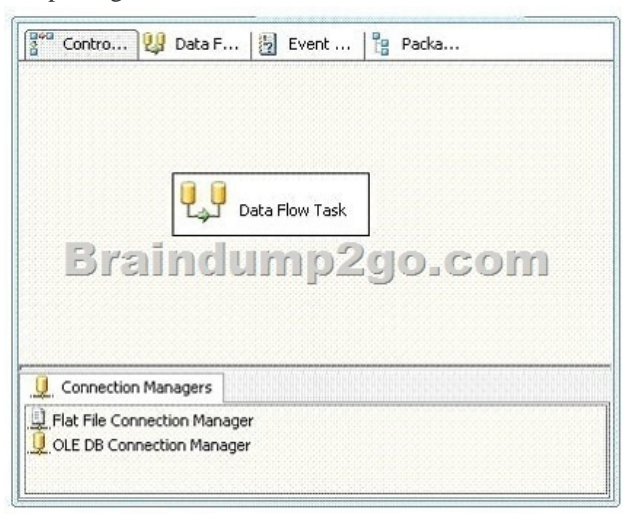 Contro... Data F... Event ... Packa...
Data Flow Task
Braindump2go.com
Connection Managers
Flat File Connection Manager
OLE DB Connection Manager